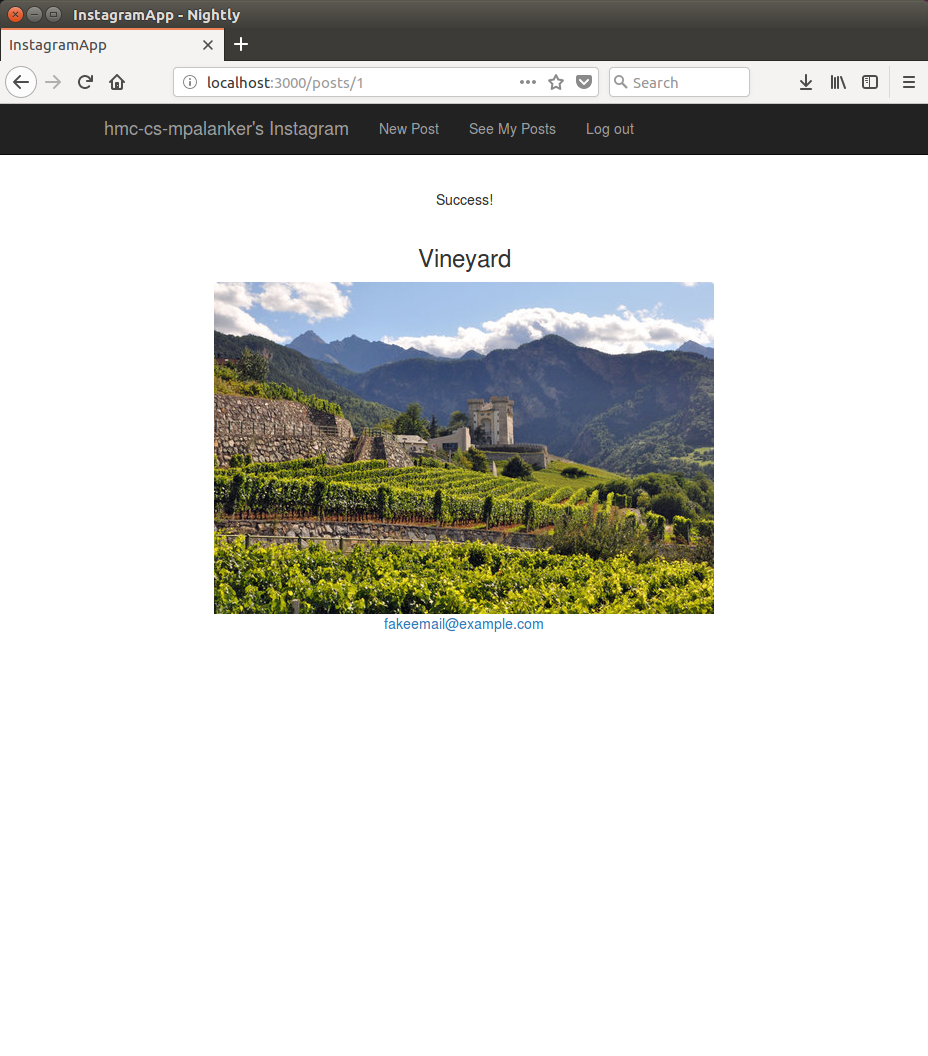 InstagramApp - Nightly
InstagramApp
localhost:3000/posts/1
Search
hmc-cs-mpalanker's Instagram New Post See My Posts Log out
Success!
Vineyard
fakeemail@example.com